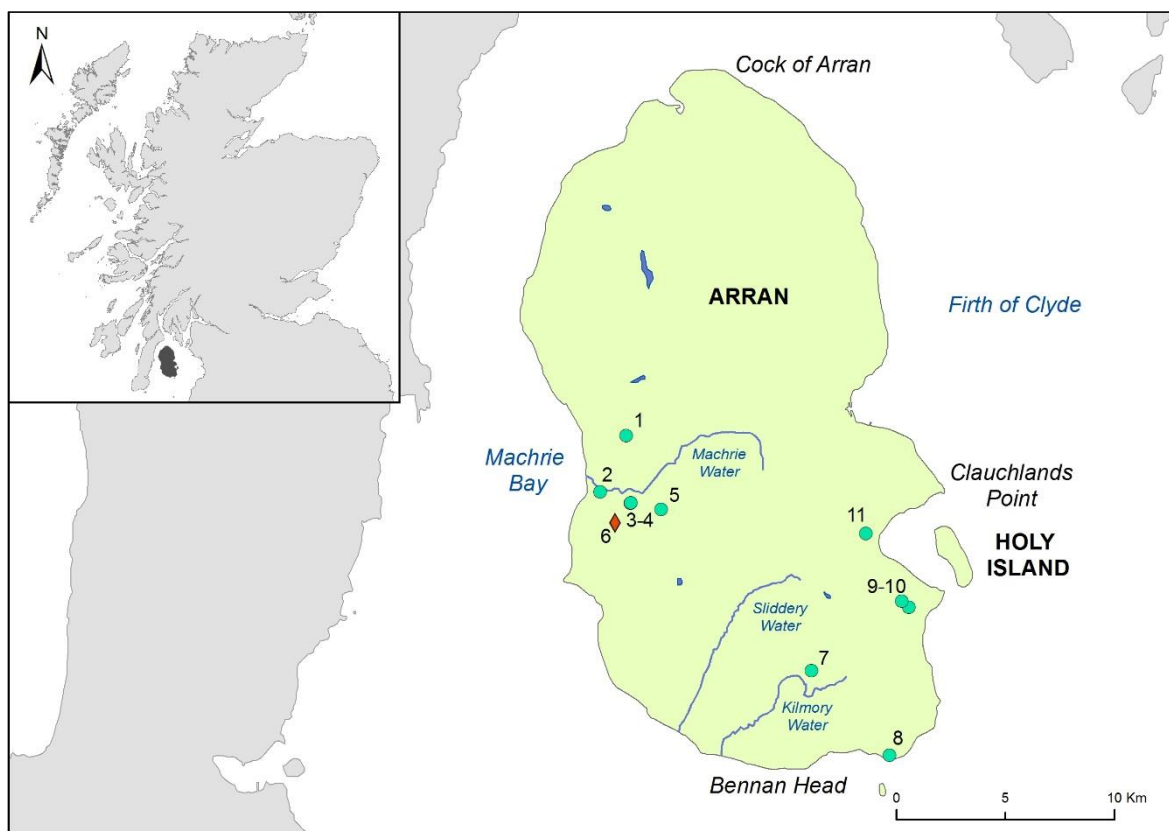 N
Cock of Arran
ARRAN
Firth of Clyde
1
Machrie
Bay
Machrie
Water
2
5
3-4
6
Clauchlands
Point
11
HOLY
ISLAND
9-10
Sliddery
Water
7
Kilmory
Water
8
Bennan Head
0 5 10 Km